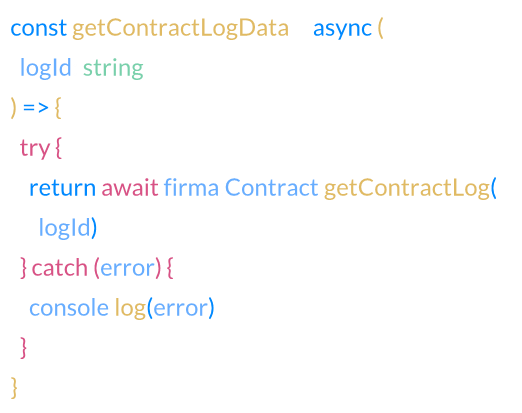 const getContractLogData async (
logId string
) => {
try {
return await firma Contract getContractLog(
logId)
} catch (error) {
console log(error)
}
}